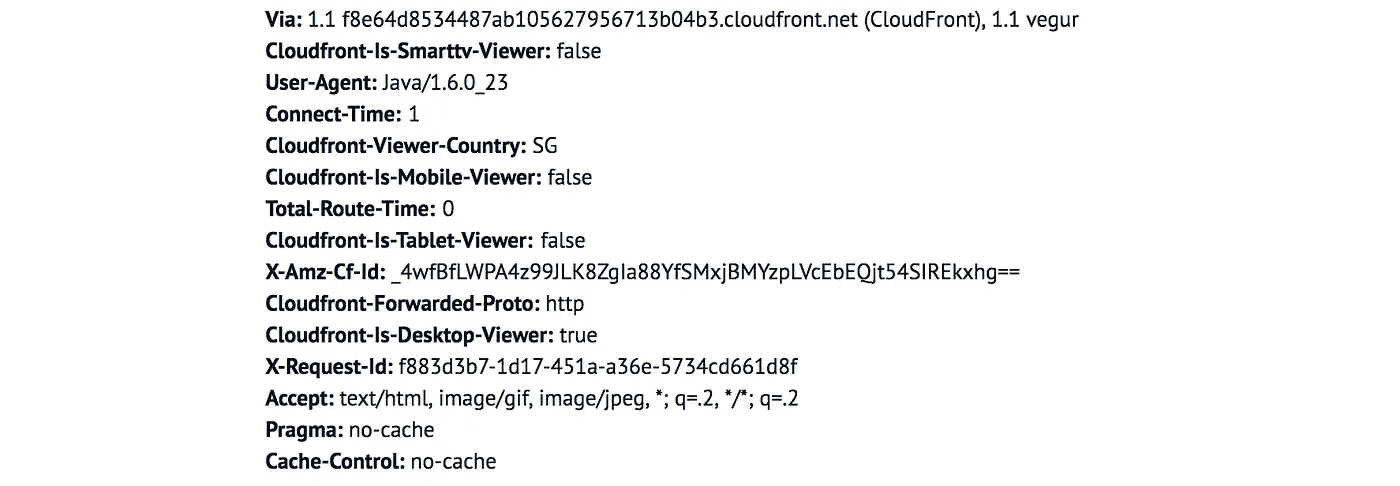 Via: 1.1 f8e64d8534487ab105627956713b04b3.cloudfront.net (CloudFront), 1.1 vegur
Cloudfront-Is-Smarttv-Viewer: false
User-Agent: Java/1.6.0_23
Connect-Time: 1
Cloudfront-Viewer-Country: SG
Cloudfront-Is-Mobile-Viewer: false
Total-Route-Time: 0
Cloudfront-Is-Tablet-Viewer: false
X-Amz-Cf-Id: _4wfBfLWPA4z99JLK8ZgIa88YfSMxjBMYzpLVcEbEQjt54SIREkxhg==
Cloudfront-Forwarded-Proto: http
Cloudfront-Is-Desktop-Viewer: true
X-Request-Id: f883d3b7-1d17-451a-a36e-5734cd661d8f
Accept: text/html, image/gif, image/jpeg, *; q=.2, */*; q=.2
Pragma: no-cache
Cache-Control: no-cache